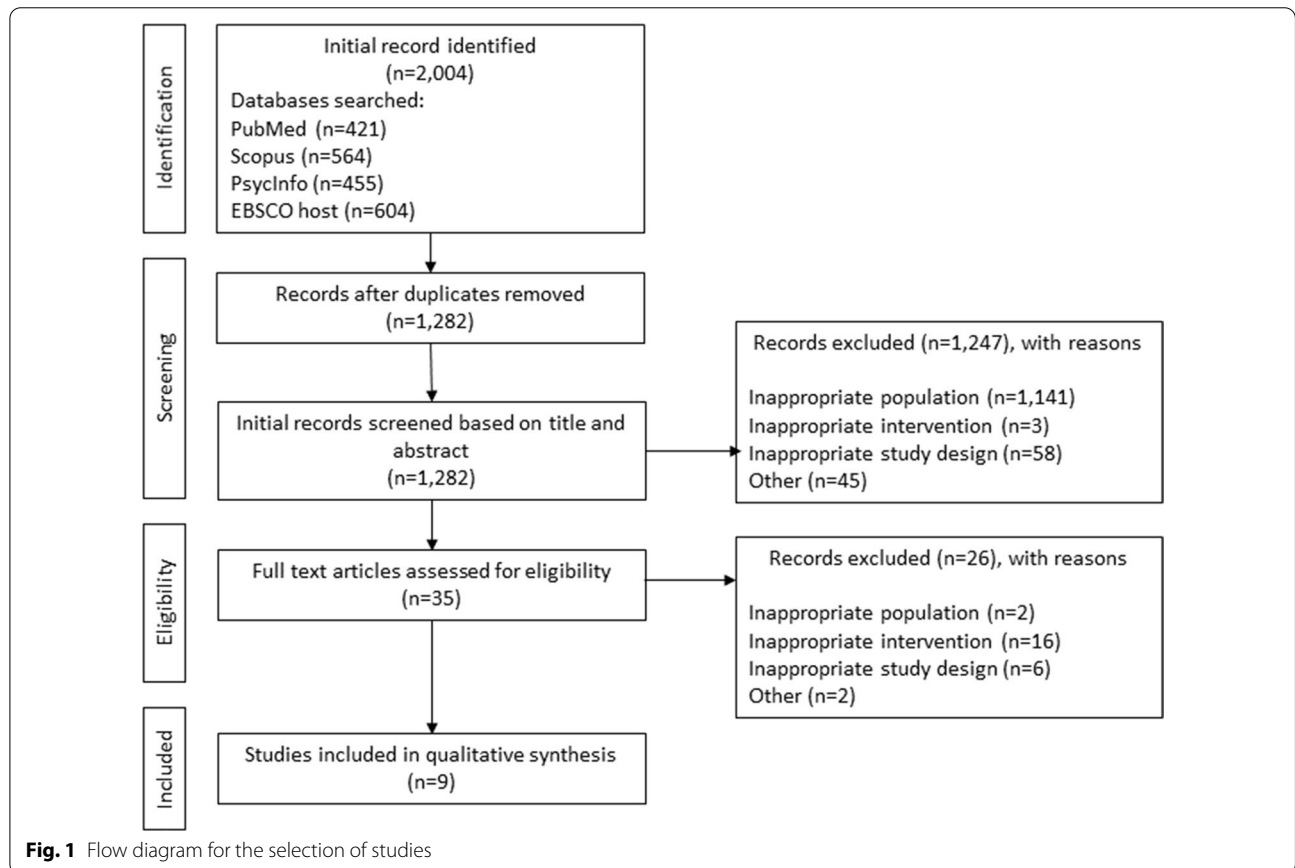 Identification
Initial record identified
(n=2,004)
Databases searched:
PubMed (n=421)
Scopus (n=564)
PsycInfo (n=455)
EBSCO host (n=604)
Screening
Records after duplicates removed
(n=1,282)
Initial records screened based on title and
abstract
(n=1,282)
Records excluded (n=1,247), with reasons
Inappropriate population (n=1,141)
Inappropriate intervention (n=3)
Inappropriate study design (n=58)
Other (n=45)
Eligibility
Full text articles assessed for eligibility
(n=35)
Records excluded (n=26), with reasons
Inappropriate population (n=2)
Inappropriate intervention (n=16)
Inappropriate study design (n=6)
Other (n=2)
Included
Studies included in qualitative synthesis
(n=9)
Fig. 1 Flow diagram for the selection of studies